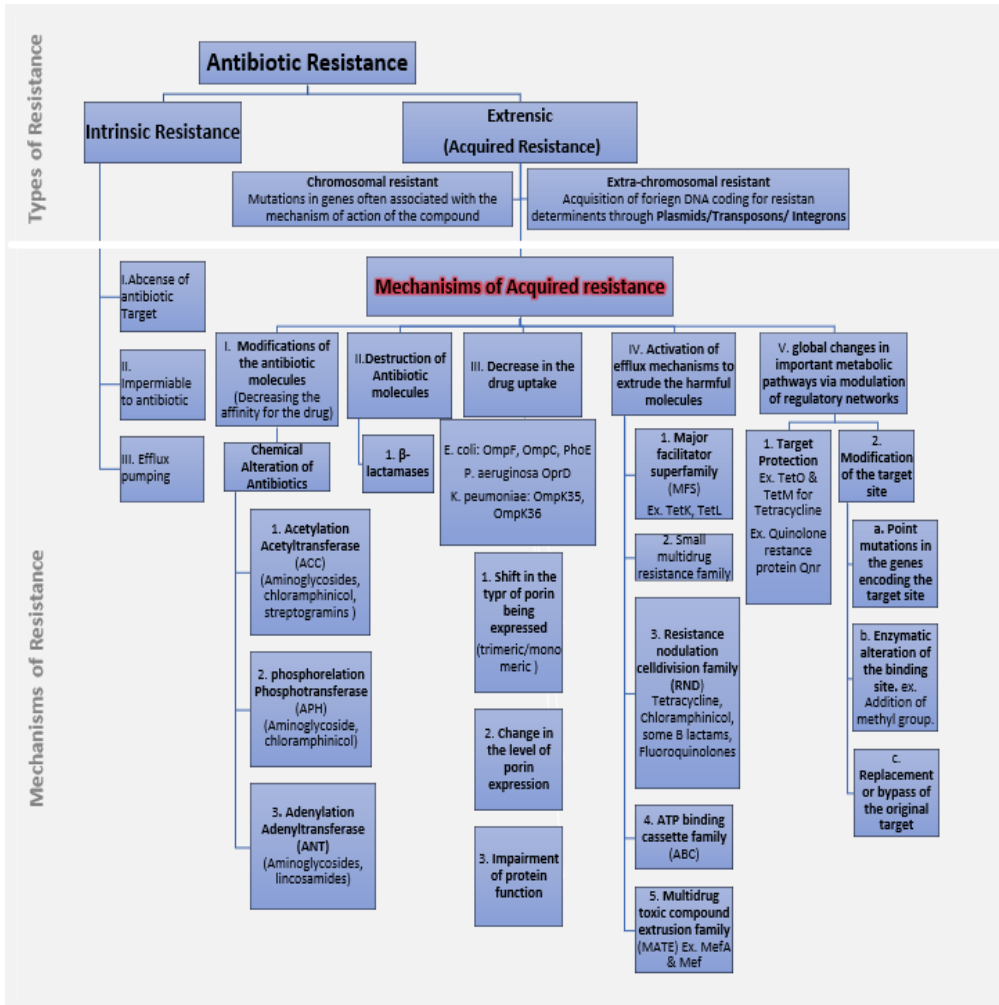 Types of Resistance
Antibiotic Resistance
Intrinsic Resistance
Extrensic
(Acquired Resistance)
Chromosomal resistant
Mutations in genes often associated with the
mechanism of action of the compound
Extra-chromosomal resistant
Acquisition of foriegn DNA coding for resistan
determinents through Plasmids/Transposons/ Integrons
Mechanisms of Resistance
I.Abcense of
antibiotic
Target
II.
Impermiable
to antibiotic
III. Efflux
pumping
Mechanisims of Acquired resistance
I. Modifications of
the antibiotic
molecules
(Decreasing the
affinity for the drug)
Chemical
Alteration of
Antibiotics
1. Acetylation
Acetyltransferase
(ACC)
(Aminoglycosides,
chloramphinicol,
streptogramins )
2. phosphorelation
Phosphotransferase
(APH)
(Aminoglycoside,
chloramphinicol)
3. Adenylation
Adenyltransferase
(ANT)
(Aminoglycosides,
lincosamides)
II.Destruction of
Antibiotic
molecules
1. β-
lactamases
III. Decrease in the
drug uptake
E. coli: OmpF, OmpC, PhoE
P. aeruginosa OprD
K. peumoniae: OmpK35,
OmpK36
1. Shift in the
typr of porin
being
expressed
(trimeric/mono
meric )
2. Change in
the level of
porin
expression
3. Impairment
of protein
function
IV. Activation of
efflux mechanisms to
extrude the harmful
molecules
1. Major
facilitator
superfamily
(MFS)
Ex. TetK, TetL
2. Small
multidrug
resistance family
3. Resistance
nodulation
celldivision family
(RND)
Tetracycline,
Chloramphinicol,
some B lactams,
Fluoroquinolones
4. ATP binding
cassette family
(ABC)
5. Multidrug
toxic compound
extrusion family
(MATE) Ex. MefA
& Mef
V. global changes in
important metabolic
pathways via modulation
of regulatory networks
1. Target
Protection
Ex. TetO &
TetM for
Tetracycline
Ex. Quinolone
restance
protein Qnr
2.
Modification
of the target
site
a. Point
mutations in
the genes
encoding the
target site
b. Enzymatic
alteration of
the binding
site. ex.
Addition of
methyl group.
c.
Replacement
or bypass of
the original
target